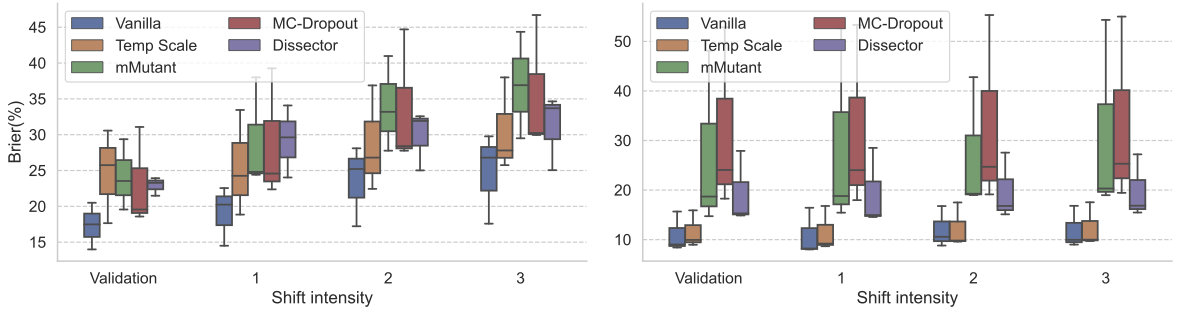 Vanilla
Temp Scale
mMutant
MC-Dropout
Dissector
Brier(%)
45
40
35
30
25
20
15
Validation 1 2 3
Shift intensity
Vanilla
Temp Scale
mMutant
MC-Dropout
Dissector
50
40
30
20
10
Validation 1 2 3
Shift intensity